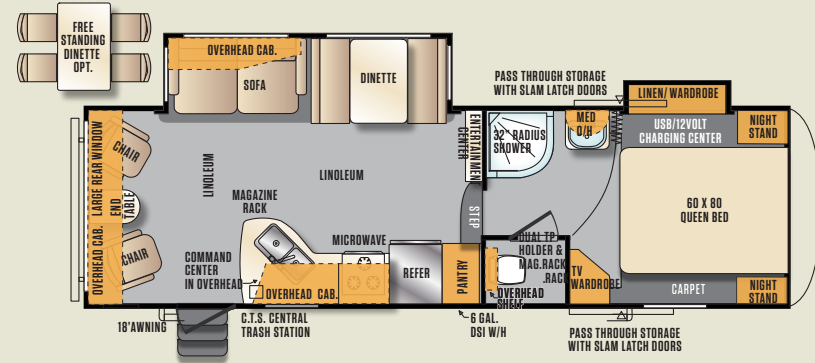 FREE
STANDING
DINETTE
OPT.
OVERHEAD CAB.
SOFA
DINETTE
PASS THROUGH STORAGE
WITH SLAM LATCH DOORS
LINEN/ WARDROBE
32" RADIUS
SHOWER
MED
O/H
USB/12VOLT
CHARGING CENTER
NIGHT
STAND
ENTERTAINMENT
CENTER
OVERHEAD CAB. LARGE REAR WINDOW
CHAIR
END
TABLE
CHAIR
LINOLEUM
LINOLEUM
MAGAZINE
RACK
STEP
60 X 80
QUEEN BED
COMMAND
CENTER
IN OVERHEAD
MICROWAVE
REFER
PANTRY
OVERHEAD CAB.
DUAL TP
HOLDER &
MAG.RACK
.RACK
OVERHEAD
SHELF
TV
WARDROBE
CARPET
NIGHT
STAND
18'AWNING
C.T.S. CENTRAL
TRASH STATION
6 GAL.
DSI W/H
PASS THROUGH STORAGE
WITH SLAM LATCH DOORS